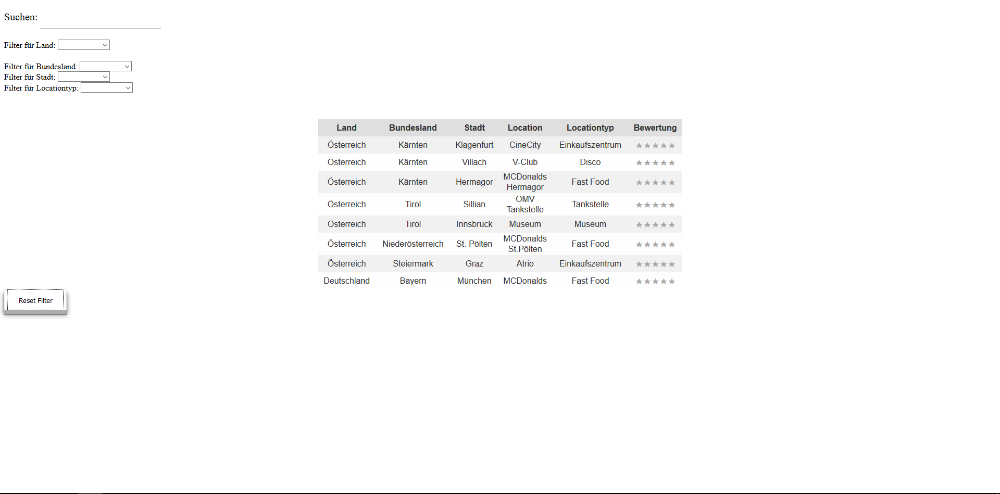 Suchen:
Filter für Land:
Filter für Bundesland:
Filter für Stadt:
Filter für Locationtyp:
Land Bundesland Stadt Location Locationtyp Bewertung
Österreich Kärnten Klagenfurt CineCity Einkaufszentrum ★★★★★
Österreich Kärnten Villach V-Club Disco ★★★★★
Österreich Kärnten Hermagor MCDonalds Hermagor Fast Food ★★★★★
Österreich Tirol Sillian OMV Tankstelle Tankstelle ★★★★★
Österreich Tirol Innsbruck Museum Museum ★★★★★
Österreich Niederösterreich St. Pölten MCDonalds St.Pölten Fast Food ★★★★★
Österreich Steiermark Graz Atrio Einkaufszentrum ★★★★★
Deutschland Bayern München MCDonalds Fast Food ★★★★★
Reset Filter